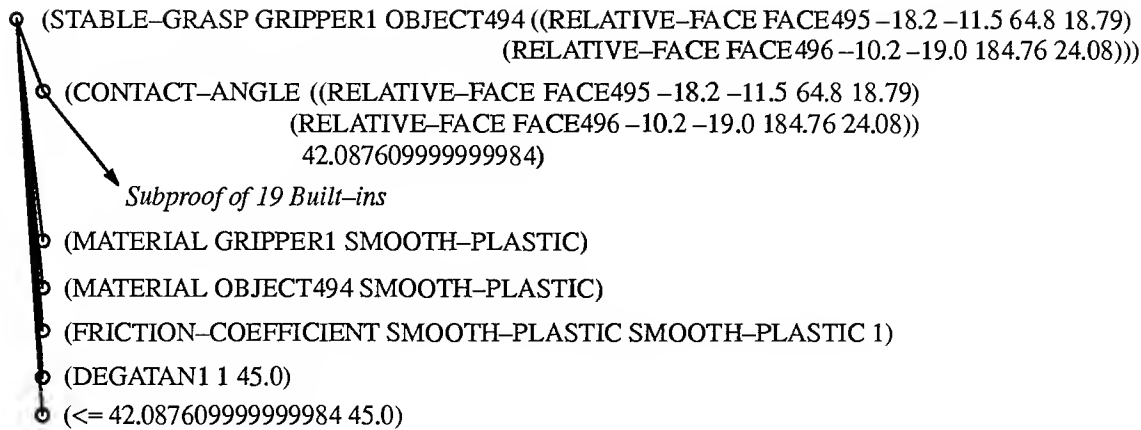 (STABLE–GRASP GRIPPER1 OBJECT494 ((RELATIVE–FACE FACE495 –18.2 –11.5 64.8 18.79)
(RELATIVE–FACE FACE496 –10.2 –19.0 184.76 24.08)))
(CONTACT–ANGLE ((RELATIVE–FACE FACE495 –18.2 –11.5 64.8 18.79)
(RELATIVE–FACE FACE496 –10.2 –19.0 184.76 24.08))
42.087609999999984)
Subproof of 19 Built–ins
(MATERIAL GRIPPER1 SMOOTH–PLASTIC)
(MATERIAL OBJECT494 SMOOTH–PLASTIC)
(FRICTION–COEFFICIENT SMOOTH–PLASTIC SMOOTH–PLASTIC 1)
(DEGATAN1 1 45.0)
(<= 42.087609999999984 45.0)